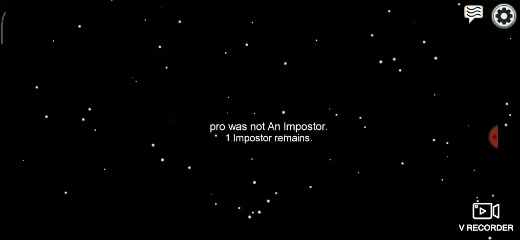 pro was not An Impostor.
1 Impostor remains.
V RECORDER